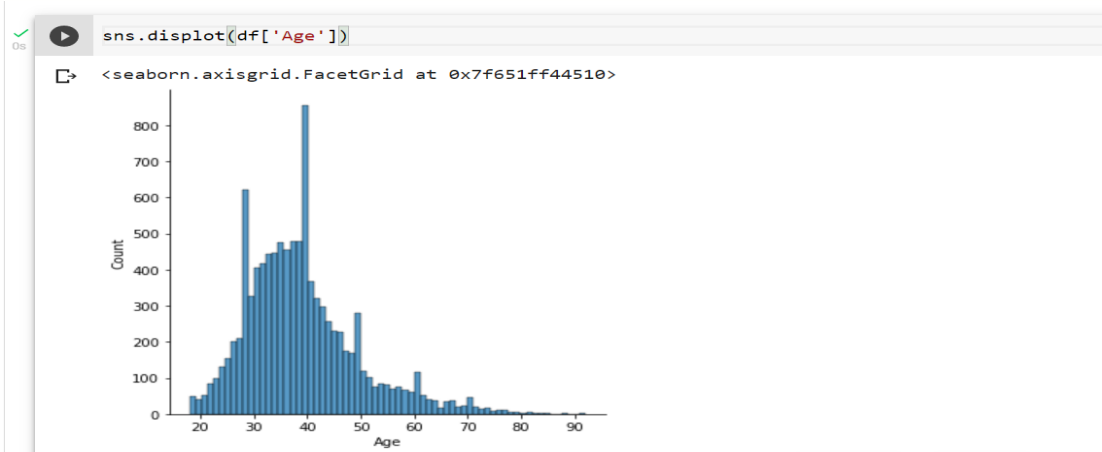 0s
sns.displot(df['Age'])
<seaborn.axisgrid.FacetGrid at 0x7f651ff44510>
800
700
600
500
400
300
200
100
0
Count
20 30 40 50 60 70 80 90
Age